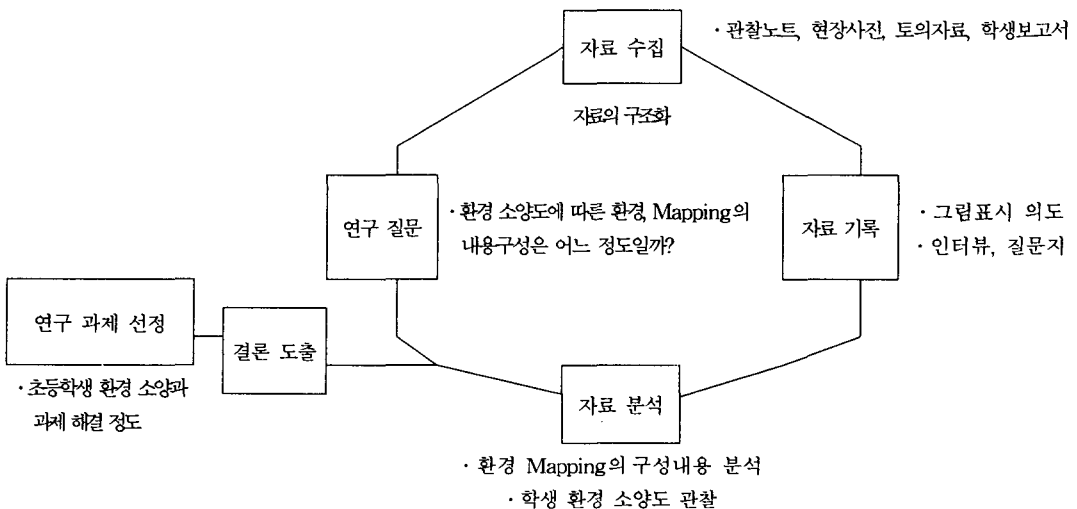 자료 수집
· 관찰노트, 현장사진, 토의자료, 학생보고서
자료의 구조화
연구 질문
· 환경 소양도에 따른 환경 Mapping의
내용구성은 어느 정도일까?
자료 기록
· 그림표시 의도
· 인터뷰, 질문지
연구 과제 선정
· 초등학생 환경 소양과
과제 해결 정도
결론 도출
자료 분석
· 환경 Mapping의 구성내용 분석
· 학생 환경 소양도 관찰